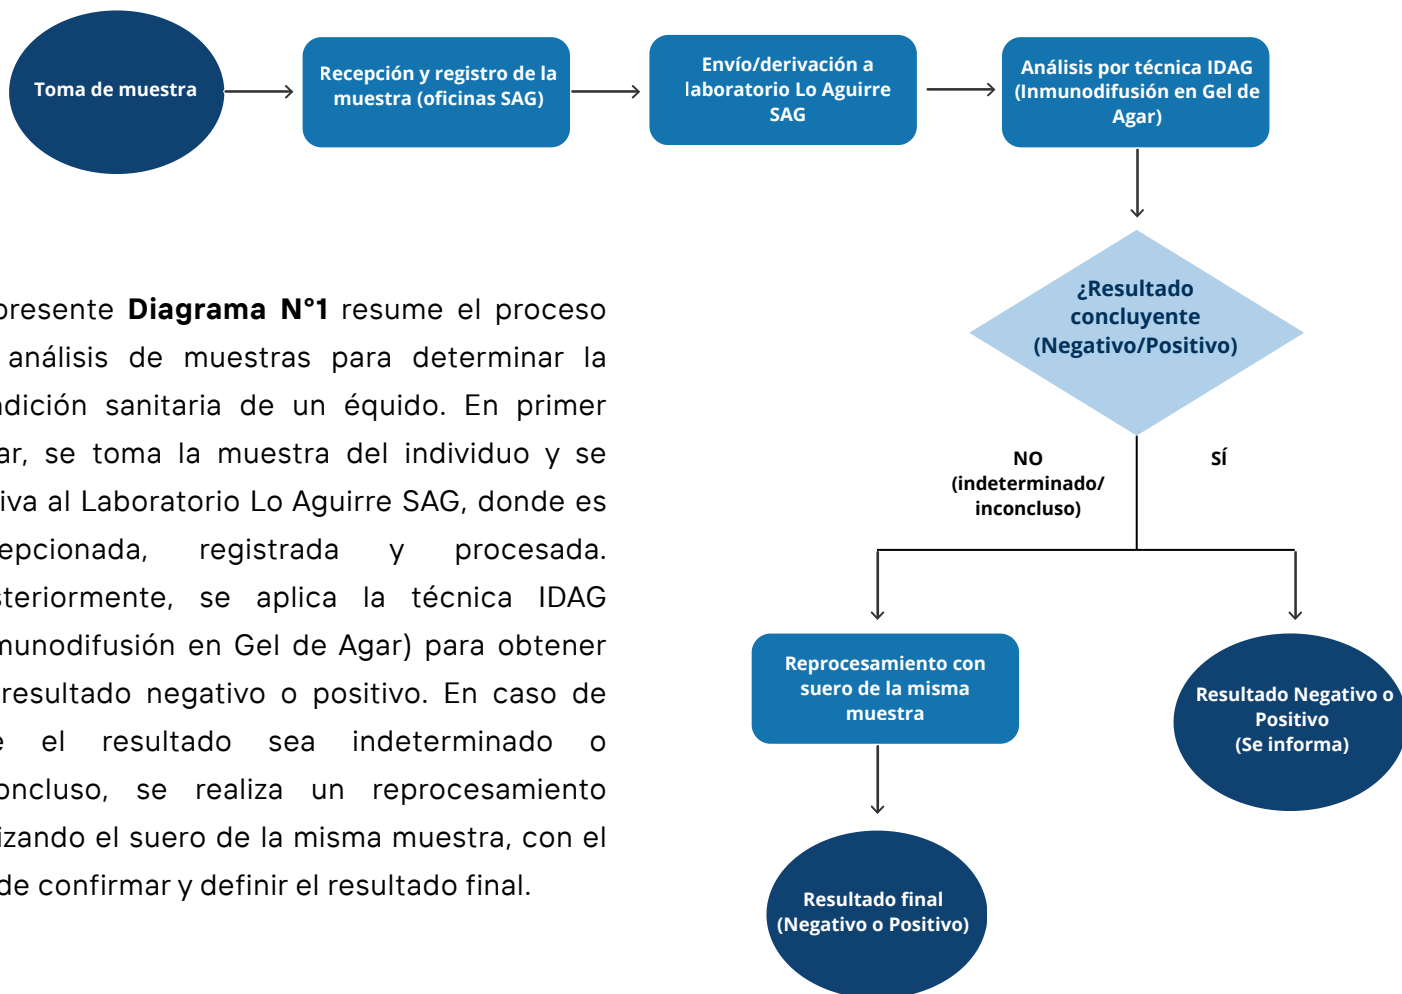 Toma de muestra
Recepción y registro de la
muestra (oficinas SAG)
Envío/derivación a
laboratorio Lo Aguirre
SAG
Análisis por técnica IDAG
(Inmunodifusión en Gel de
Agar)
¿Resultado
concluyente
(Negativo/Positivo)
NO
(indeterminado/
inconcluso)
SÍ
Reprocesamiento con
suero de la misma
muestra
Resultado Negativo o
Positivo
(Se informa)
Resultado final
(Negativo o Positivo)
presente Diagrama N°1 resume el proceso
análisis de muestras para determinar la
ndición sanitaria de un équido. En primer
ar, se toma la muestra del individuo y se
iva al Laboratorio Lo Aguirre SAG, donde es
epcionada, registrada y procesada.
steriormente, se aplica la técnica IDAG
munodifusión en Gel de Agar) para obtener
resultado negativo o positivo. En caso de
e el resultado sea indeterminado o
oncluso, se realiza un reprocesamiento
izando el suero de la misma muestra, con el
de confirmar y definir el resultado final.